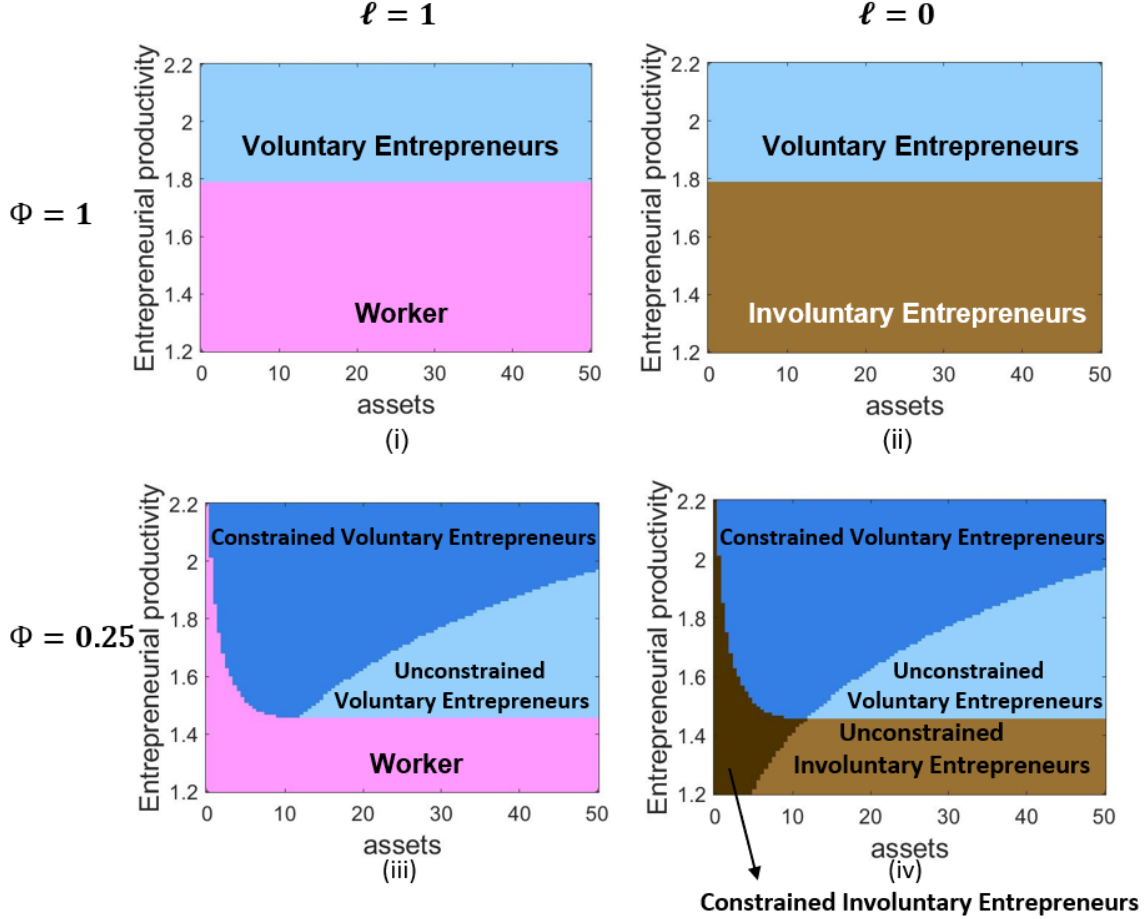 ℓ = 1
ℓ = 0
Φ = 1
Entrepreneurial productivity
2.2
2
1.8
1.6
1.4
1.2
Voluntary Entrepreneurs
Worker
0 10 20 30 40 50
assets
(i)
Entrepreneurial productivity
2.2
2
1.8
1.6
1.4
1.2
Voluntary Entrepreneurs
Involuntary Entrepreneurs
0 10 20 30 40 50
assets
(ii)
Φ = 0.25
Entrepreneurial productivity
2.2
2
1.8
1.6
1.4
1.2
Constrained Voluntary Entrepreneurs
Unconstrained
Voluntary Entrepreneurs
Worker
0 10 20 30 40 50
assets
(iii)
Entrepreneurial productivity
2.2
2
1.8
1.6
1.4
1.2
Constrained Voluntary Entrepreneurs
Unconstrained
Voluntary Entrepreneurs
Unconstrained
Involuntary Entrepreneurs
0 10 20 30 40 50
assets
(iv)
Constrained Involuntary Entrepreneurs